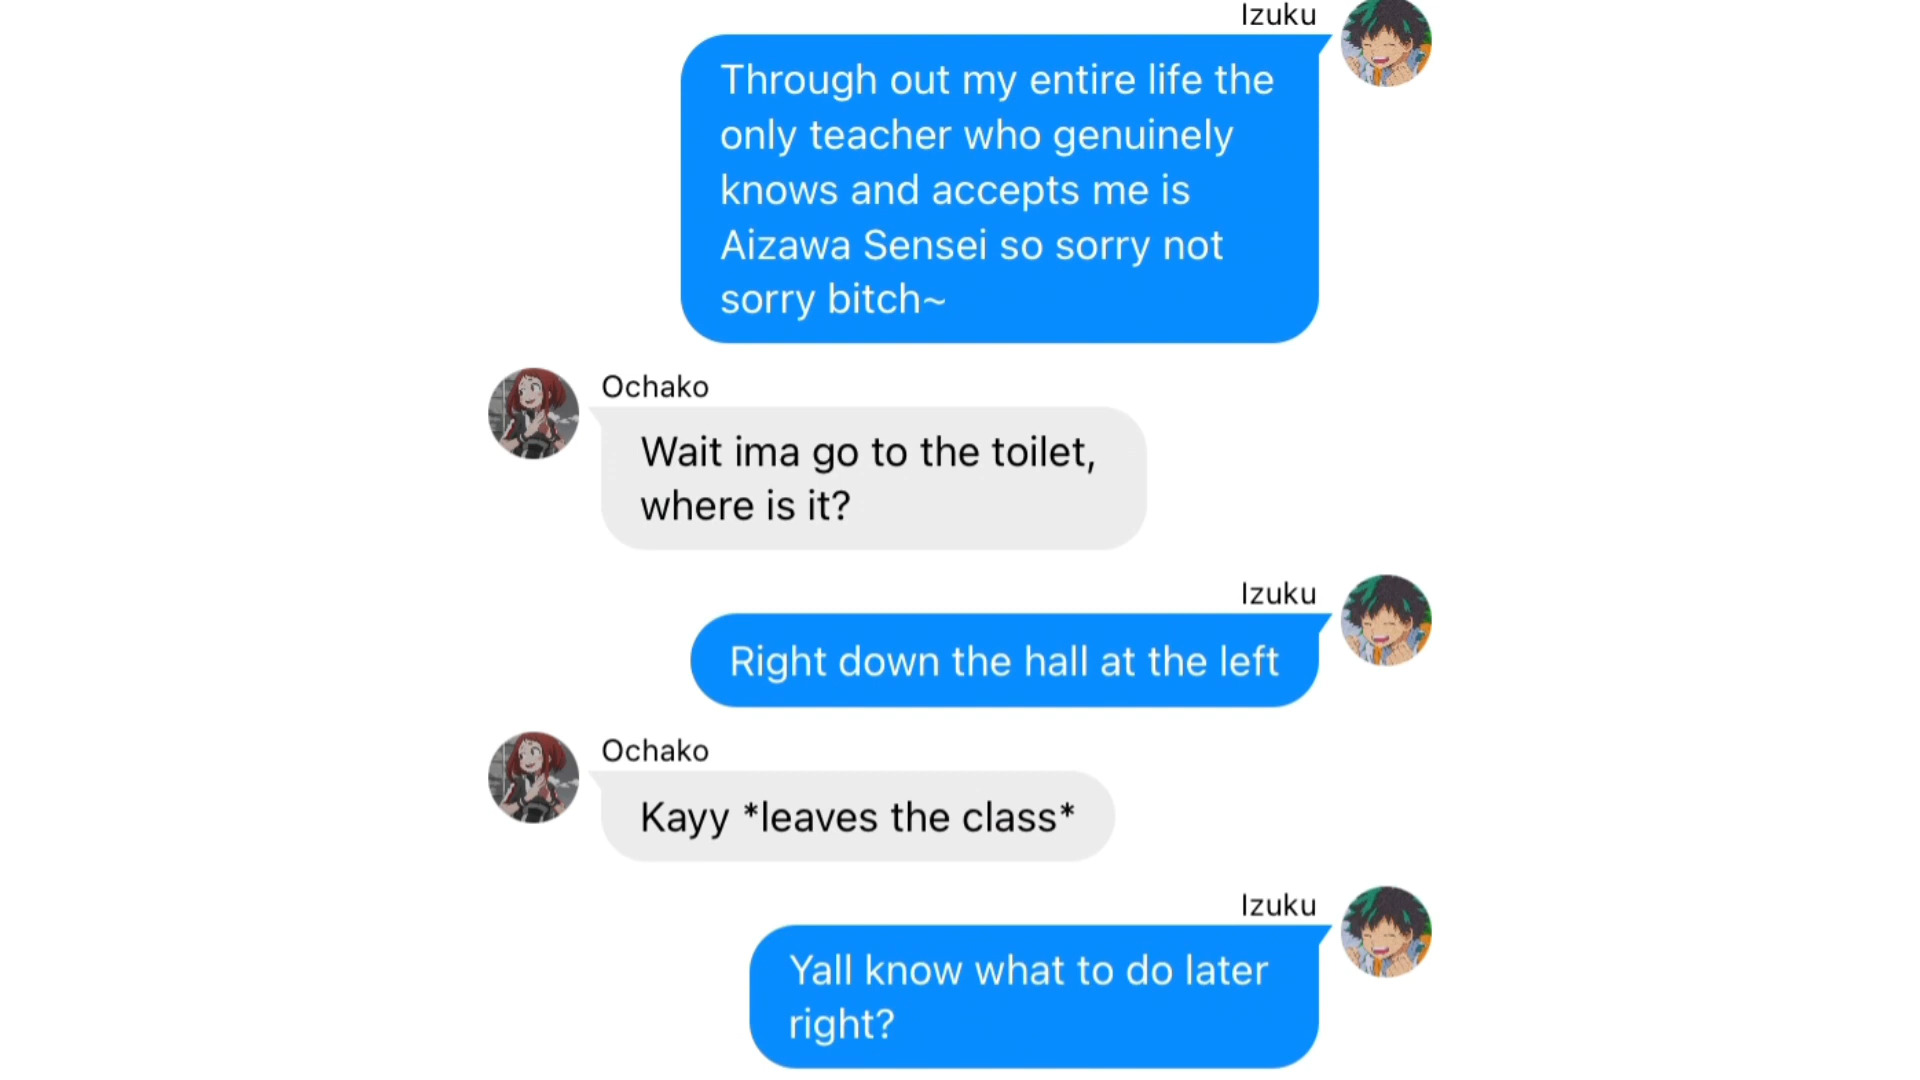 Izuku
Through out my entire life the
only teacher who genuinely
knows and accepts me is
Aizawa Sensei so sorry not
sorry bitch~
Ochako
Wait ima go to the toilet,
where is it?
Izuku
Right down the hall at the left
Ochako
Kayy *leaves the class*
Izuku
Yall know what to do later
right?